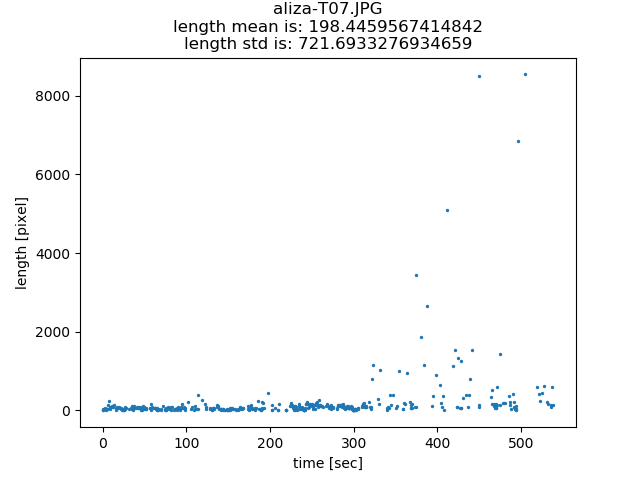 aliza-T07.JPG
length mean is: 198.4459567414842
length std is: 721.6933276934659
8000
6000
4000
2000
0
length [pixel]
0 100 200 300 400 500
time [sec]